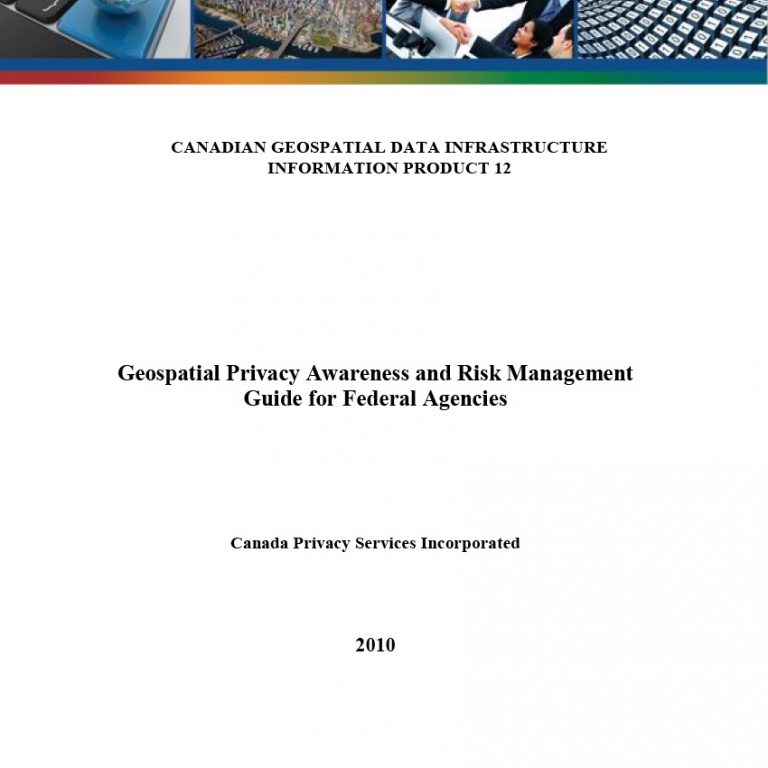 CANADIAN GEOSPATIAL DATA INFRASTRUCTURE
INFORMATION PRODUCT 12
Geospatial Privacy Awareness and Risk Management
Guide for Federal Agencies
Canada Privacy Services Incorporated
2010